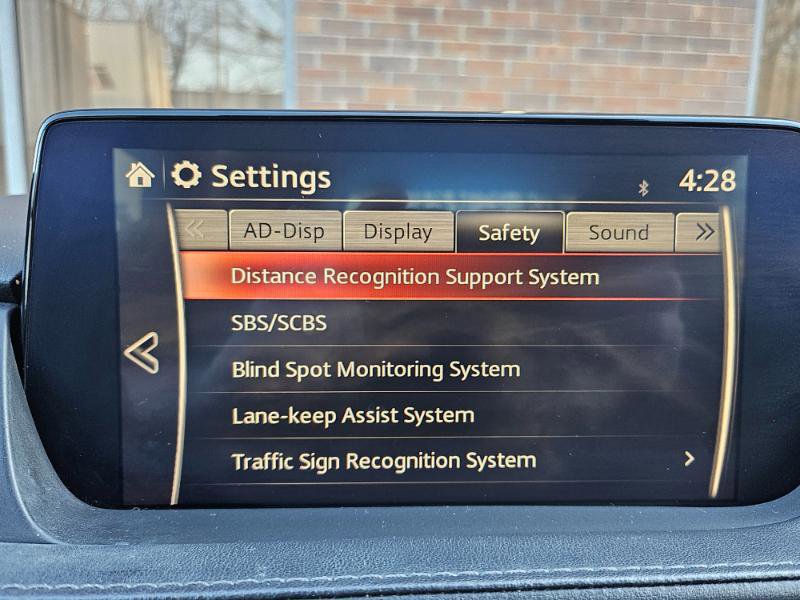 Settings 4:28
AD-Disp Display Safety Sound
Distance Recognition Support System
SBS/SCBS
Blind Spot Monitoring System
Lane-keep Assist System
Traffic Sign Recognition System